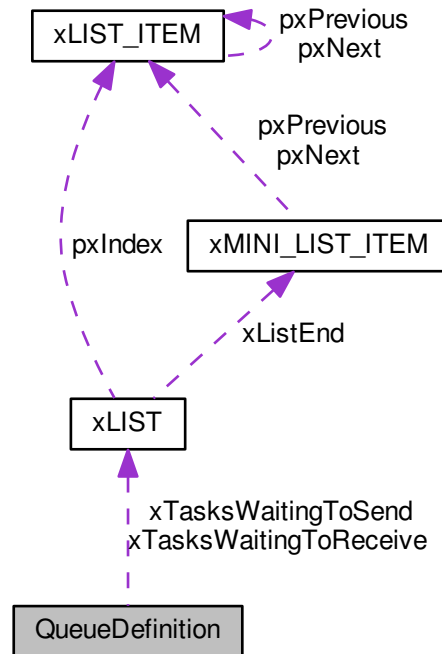 xLIST_ITEM
pxPrevious
pxNext
pxPrevious
pxNext
pxIndex
xMINI_LIST_ITEM
xListEnd
xLIST
xTasksWaitingToSend
xTasksWaitingToReceive
QueueDefinition